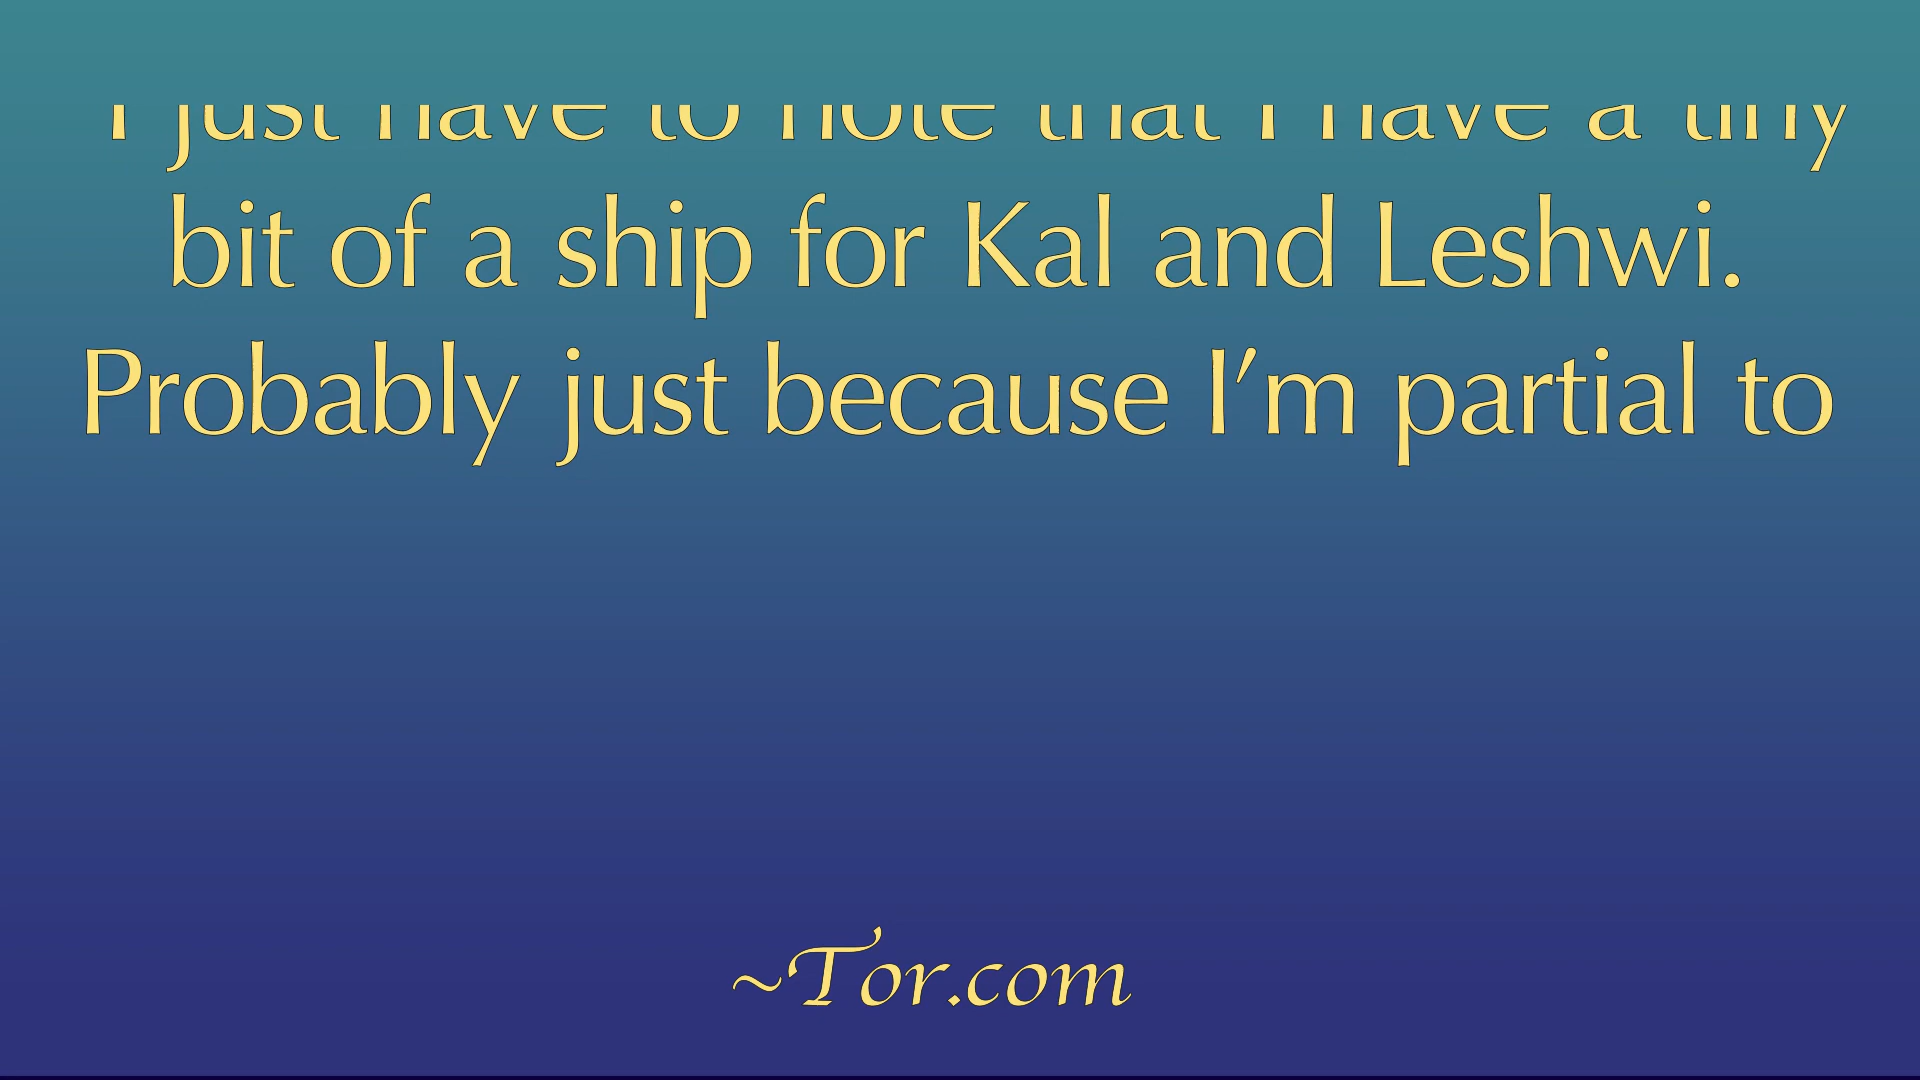 I just have to note that I have a tiny
bit of a ship for Kal and Leshwi.
Probably just because I’m partial to
~Tor.com